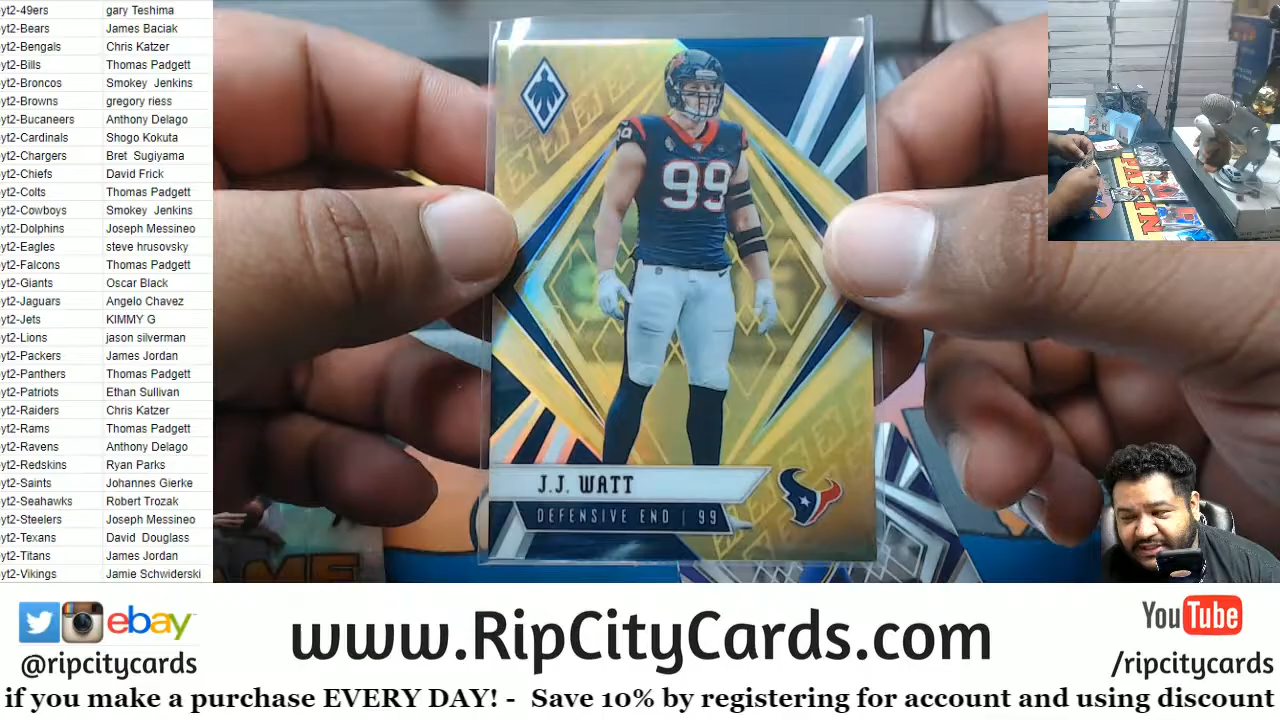 yt2-49ers gary Teshima
yt2-Bears James Baciak
yt2-Bengals Chris Katzer
yt2-Bills Thomas Padgett
yt2-Broncos Smokey Jenkins
yt2-Browns gregory riess
yt2-Bucaneers Anthony Delago
yt2-Cardinals Shogo Kokuta
yt2-Chargers Bret Sugiyama
yt2-Chiefs David Frick
yt2-Colts Thomas Padgett
yt2-Cowboys Smokey Jenkins
yt2-Dolphins Joseph Messineo
yt2-Eagles steve hrusovsky
yt2-Falcons Thomas Padgett
yt2-Giants Oscar Black
yt2-Jaguars Angelo Chavez
yt2-Jets KIMMY G
yt2-Lions jason silverman
yt2-Packers James Jordan
yt2-Panthers Thomas Padgett
yt2-Patriots Ethan Sullivan
yt2-Raiders Chris Katzer
yt2-Rams Thomas Padgett
yt2-Ravens Anthony Delago
yt2-Redskins Ryan Parks
yt2-Saints Johannes Gierke
yt2-Seahawks Robert Trozak
yt2-Steelers Joseph Messineo
yt2-Texans David Douglass
yt2-Titans James Jordan
yt2-Vikings Jamie Schwiderski
99
99
J.J. WATT
DEFENSIVE END | 99
PANINI
ebay
@ripcitycards
www.RipCityCards.com
YouTube
/ripcitycards
if you make a purchase EVERY DAY! - Save 10% by registering for account and using discount